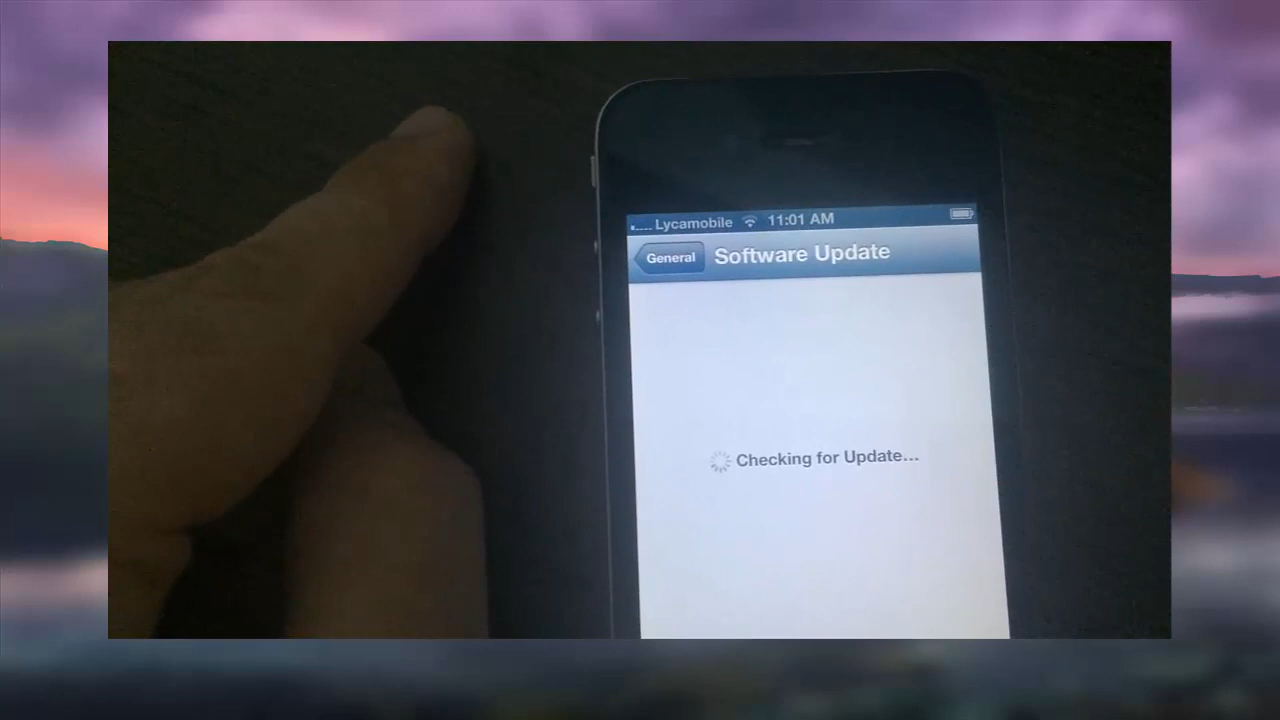 Lycamobile 11:01 AM
General Software Update
Checking for Update...